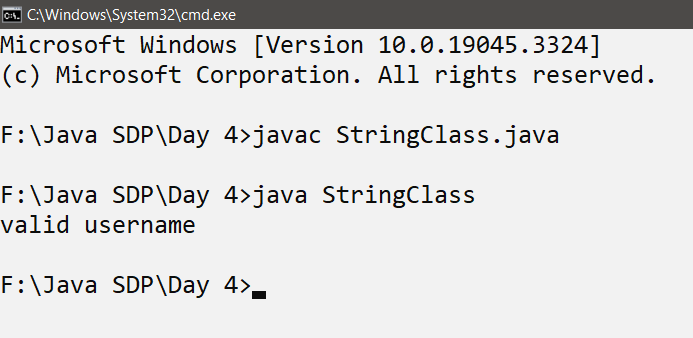 C:\Windows\System32\cmd.exe
Microsoft Windows [Version 10.0.19045.3324]
(c) Microsoft Corporation. All rights reserved.
F:\Java SDP\Day 4>javac StringClass.java
F:\Java SDP\Day 4>java StringClass
valid username
F:\Java SDP\Day 4>